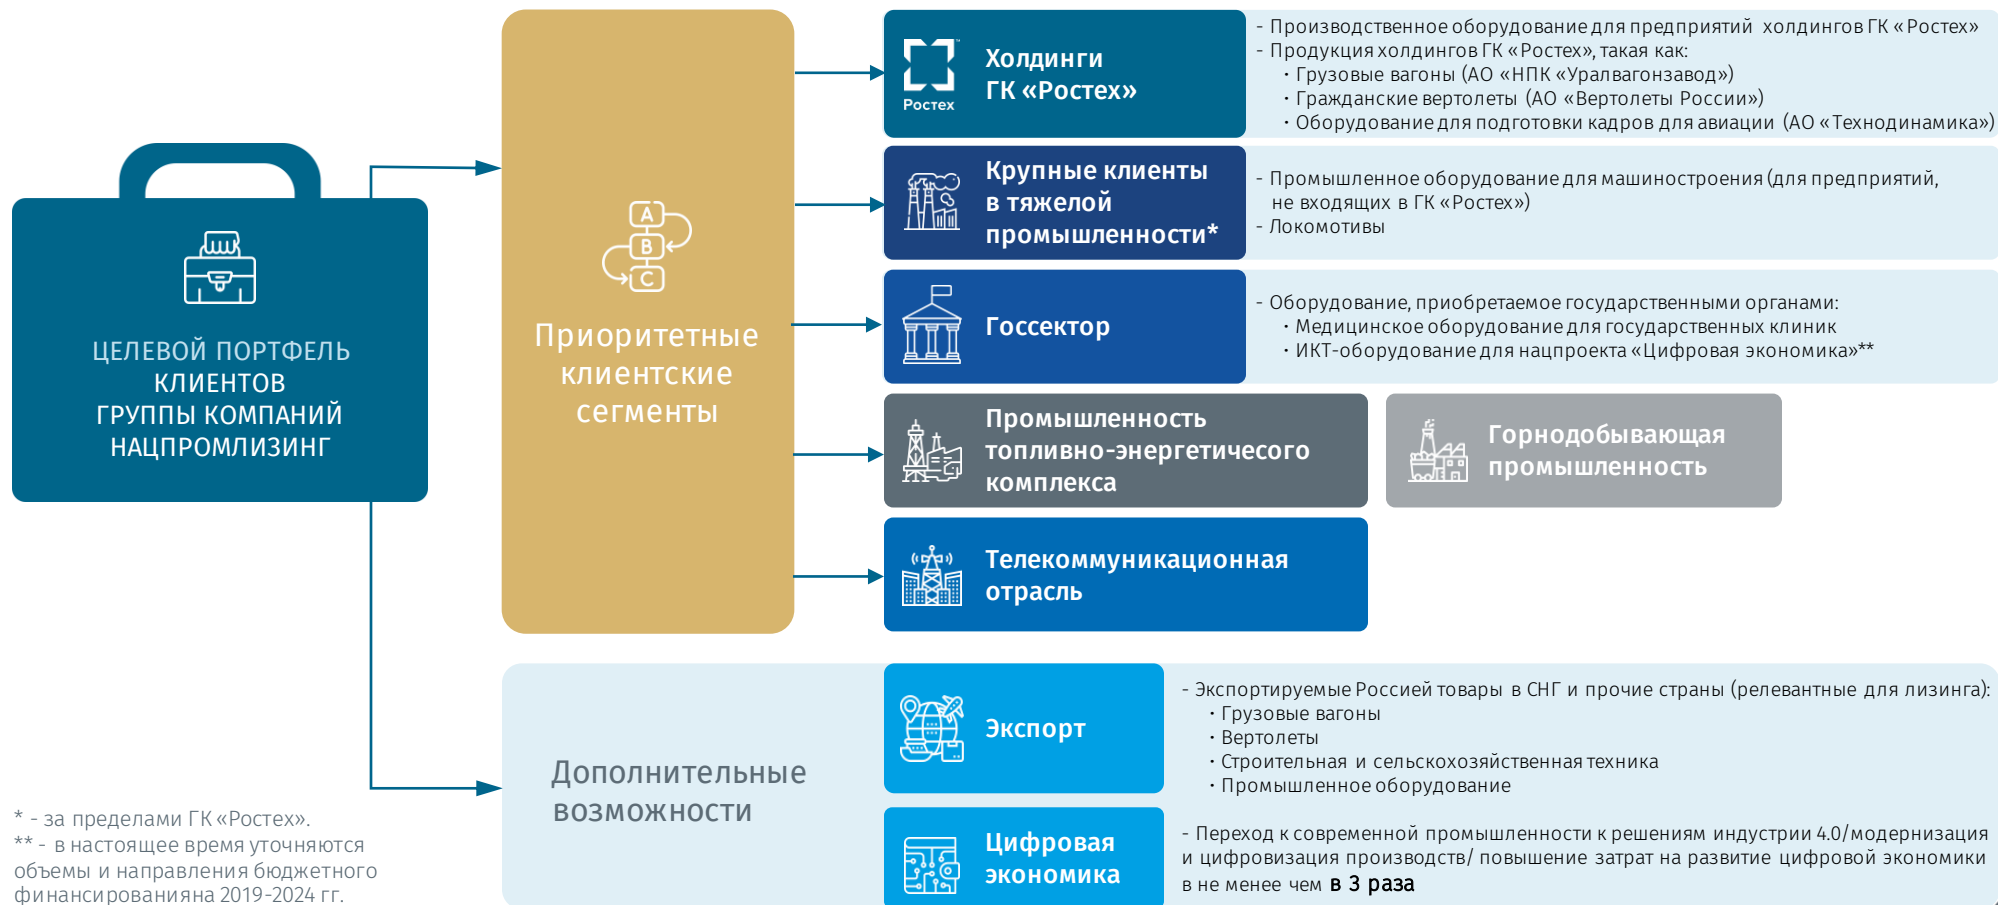 ЦЕЛЕВОЙ ПОРТФЕЛЬ
КЛИЕНТОВ
ГРУППЫ КОМПАНИЙ
НАЦПРОМЛИЗИНГ
A
B
C
Приоритетные
клиентские
сегменты
Ростех
Холдинги
ГК «Ростех»
- Производственное оборудование для предприятий холдингов ГК «Ростех»
- Продукция холдингов ГК «Ростех», такая как:
· Грузовые вагоны (АО «НПК «Уралвагонзавод»)
· Гражданские вертолеты (АО «Вертолеты России»)
· Оборудование для подготовки кадров для авиации (АО «Технодинамика»)
Крупные клиенты
в тяжелой
промышленности*
- Промышленное оборудование для машиностроения (для предприятий,
не входящих в ГК «Ростех»)
- Локомотивы
Госсектор
- Оборудование, приобретаемое государственными органами:
· Медицинское оборудование для государственных клиник
· ИКТ-оборудование для нацпроекта «Цифровая экономика»**
Промышленность
топливно-энергетичесого
комплекса
Горнодобывающая
промышленность
Телекоммуникационная
отрасль
Дополнительные
возможности
Экспорт
- Экспортируемые Россией товары в СНГ и прочие страны (релевантные для лизинга):
· Грузовые вагоны
· Вертолеты
· Строительная и сельскохозяйственная техника
· Промышленное оборудование
Цифровая
экономика
- Переход к современной промышленности к решениям индустрии 4.0/модернизация
и цифровизация производств/ повышение затрат на развитие цифровой экономики
в не менее чем в 3 раза
* - за пределами ГК «Ростех».
** - в настоящее время уточняются
объемы и направления бюджетного
финансированияна 2019-2024 гг.